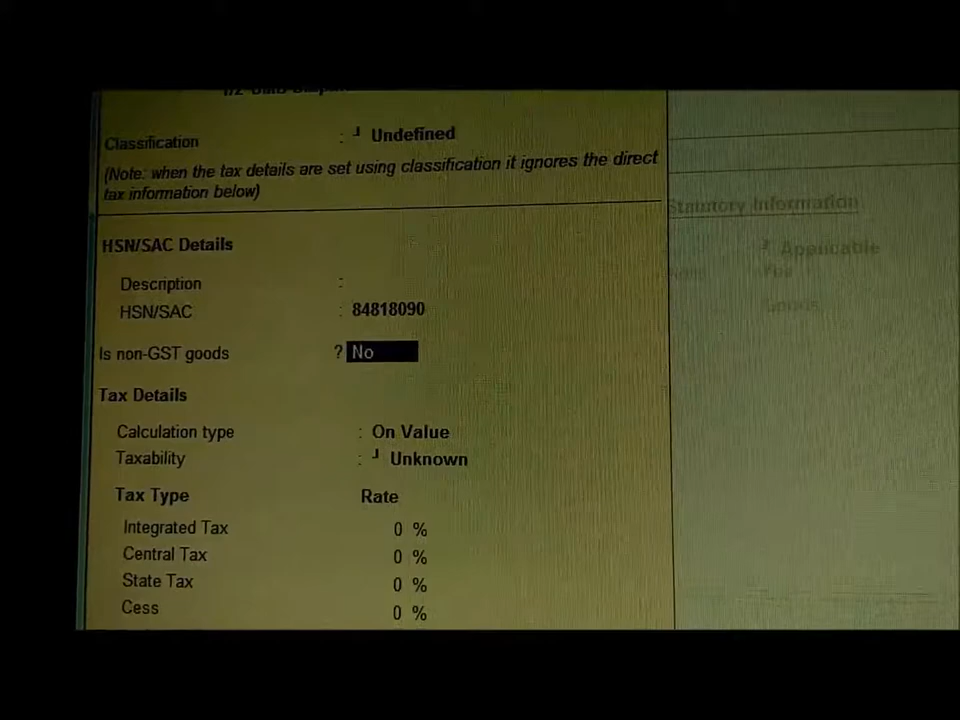 Classification : ┘ Undefined
(Note: when the tax details are set using classification it ignores the direct
tax information below)
Statutory Information
HSN/SAC Details
┘ Applicable
Description :
HSN/SAC : 84818090
Goods
Is non-GST goods ? No
Tax Details
Calculation type : On Value
Taxability : ┘ Unknown
Tax Type Rate
Integrated Tax 0 %
Central Tax 0 %
State Tax 0 %
Cess 0 %